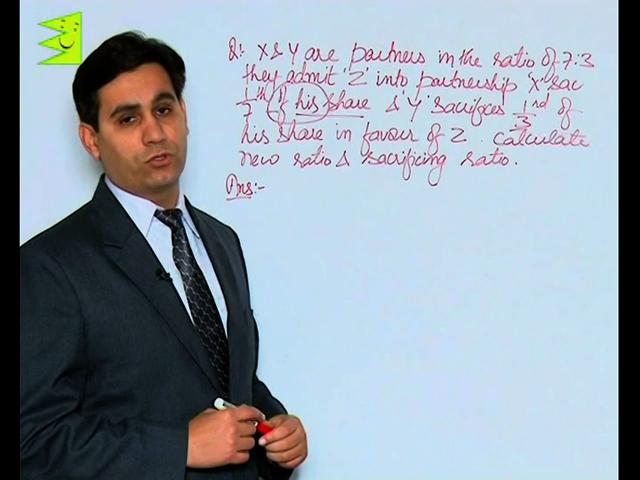 Q:- X & Y are partners in the ratio of 7:3
they admit 'Z' into partnership 'X' sac
1/7th of his share & 'Y' sacrifices 1/3rd of
his share in favour of Z. calculate
new ratio & sacrificing ratio.
Ans:-